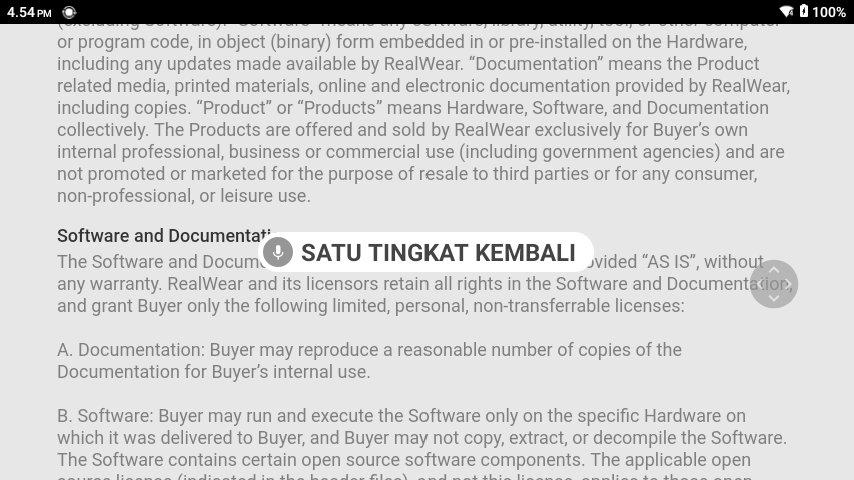 4.54 PM
100%
or program code, in object (binary) form embedded in or pre-installed on the Hardware,
including any updates made available by RealWear. “Documentation” means the Product
related media, printed materials, online and electronic documentation provided by RealWear,
including copies. “Product” or “Products” means Hardware, Software, and Documentation
collectively. The Products are offered and sold by RealWear exclusively for Buyer’s own
internal professional, business or commercial use (including government agencies) and are
not promoted or marketed for the purpose of resale to third parties or for any consumer,
non-professional, or leisure use.
Software and Documentati
SATU TINGKAT KEMBALI
The Software and Docum ovided “AS IS”, without
any warranty. RealWear and its licensors retain all rights in the Software and Documentation,
and grant Buyer only the following limited, personal, non-transferrable licenses:
A. Documentation: Buyer may reproduce a reasonable number of copies of the
Documentation for Buyer’s internal use.
B. Software: Buyer may run and execute the Software only on the specific Hardware on
which it was delivered to Buyer, and Buyer may not copy, extract, or decompile the Software.
The Software contains certain open source software components. The applicable open